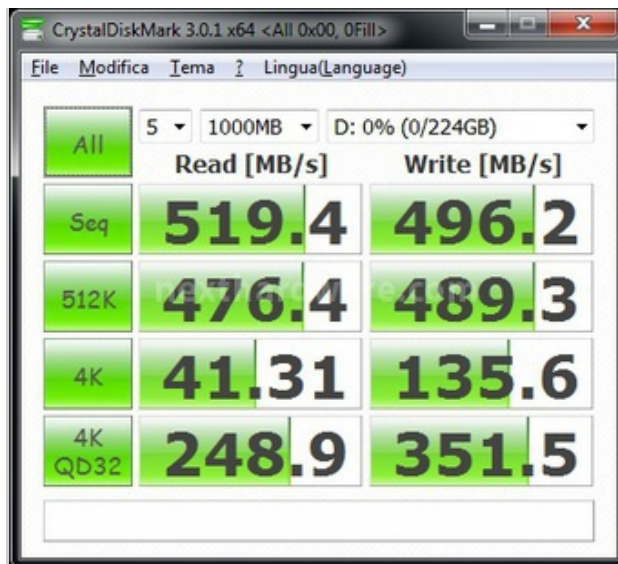 CrystalDiskMark 3.0.1 x64 <All 0x00, 0Fill>
File Modifica Tema ? Lingua(Language)
All 5 1000MB D: 0% (0/224GB)
Read [MB/s] Write [MB/s]
Seq 519.4 496.2
512K 476.4 489.3
nexthardware.com
4K 41.31 135.6
4K QD32 248.9 351.5